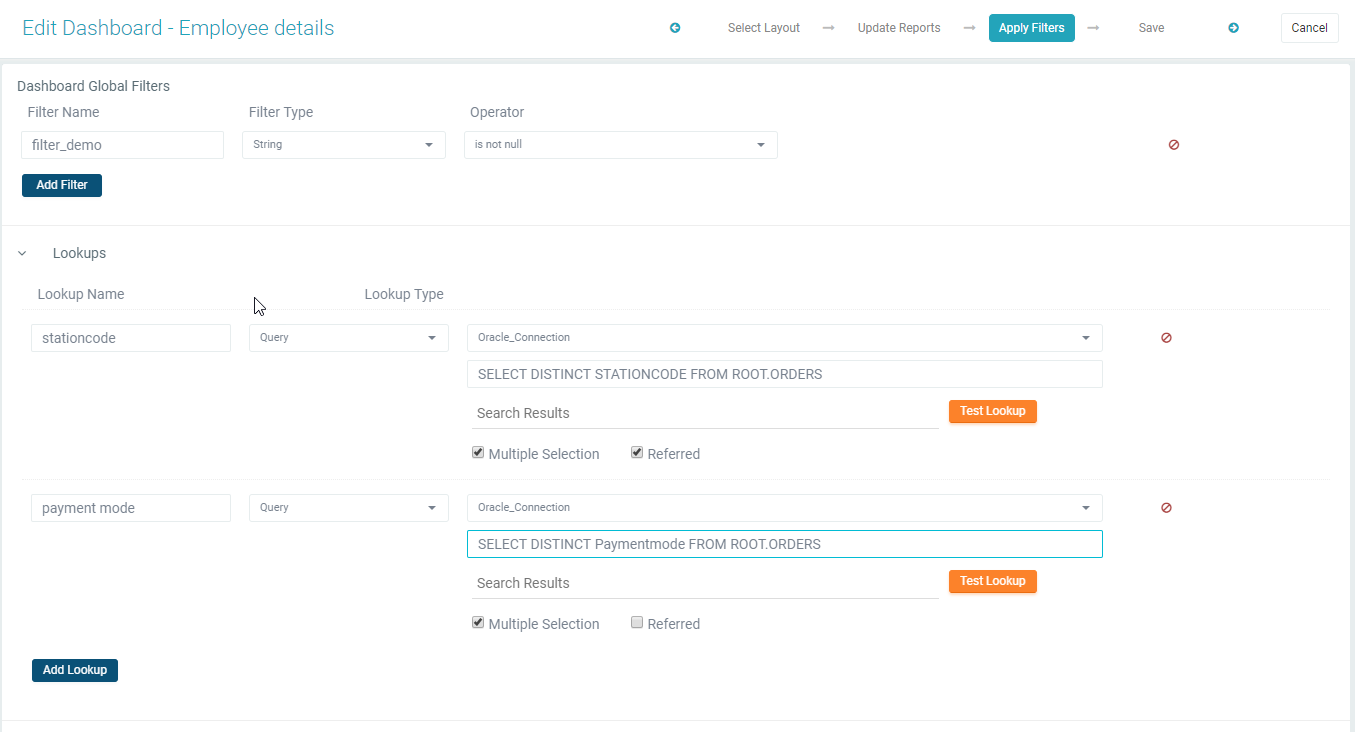 Edit Dashboard - Employee details
Select Layout
Update Reports
Apply Filters
Save
Cancel
Dashboard Global Filters
Filter Name Filter Type Operator
filter_demo String is not null
Add Filter
Lookups
Lookup Name Lookup Type
stationcode Query Oracle_Connection
SELECT DISTINCT STATIONCODE FROM ROOT.ORDERS
Search Results Test Lookup
Multiple Selection Referred
payment mode Query Oracle_Connection
SELECT DISTINCT Paymentmode FROM ROOT.ORDERS
Search Results Test Lookup
Multiple Selection Referred
Add Lookup